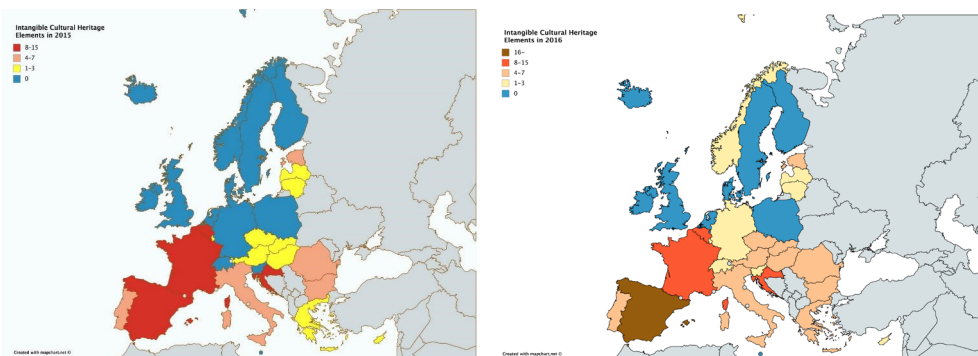 Intangible Cultural Heritage
Elements in 2015
8-15
4-7
1-3
0
Created with mapchart.net ©
Intangible Cultural Heritage
Elements in 2016
16-
8-15
4-7
1-3
0
Created with mapchart.net ©